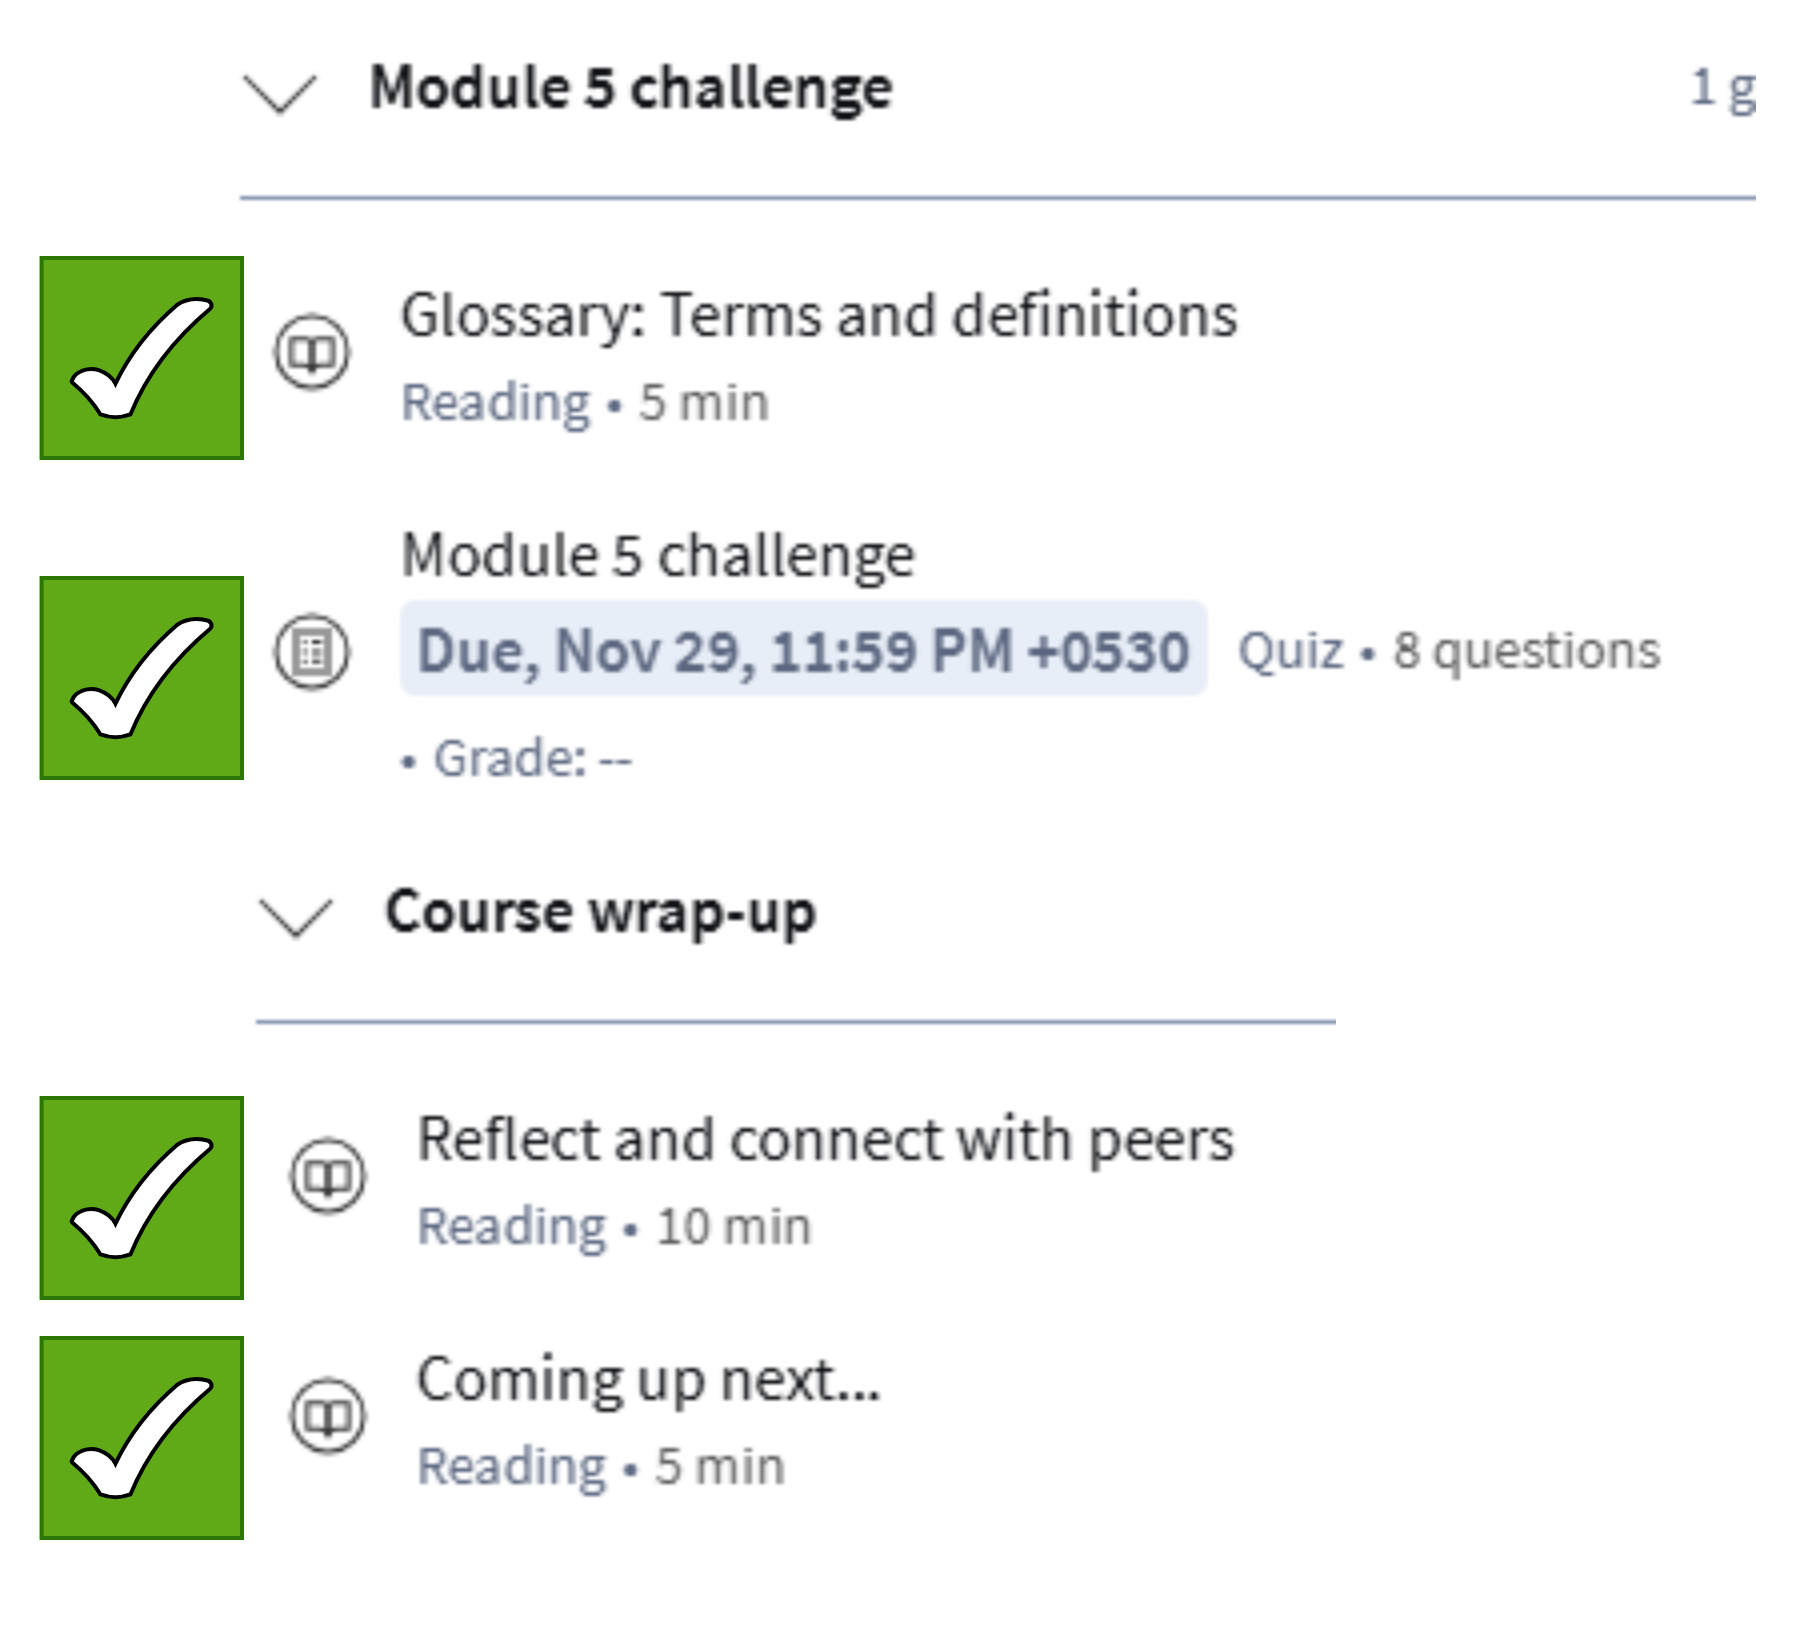 Module 5 challenge 1 g
Glossary: Terms and definitions
Reading • 5 min
Module 5 challenge
Due, Nov 29, 11:59 PM +0530 Quiz • 8 questions
• Grade: --
Course wrap-up
Reflect and connect with peers
Reading • 10 min
Coming up next...
Reading • 5 min